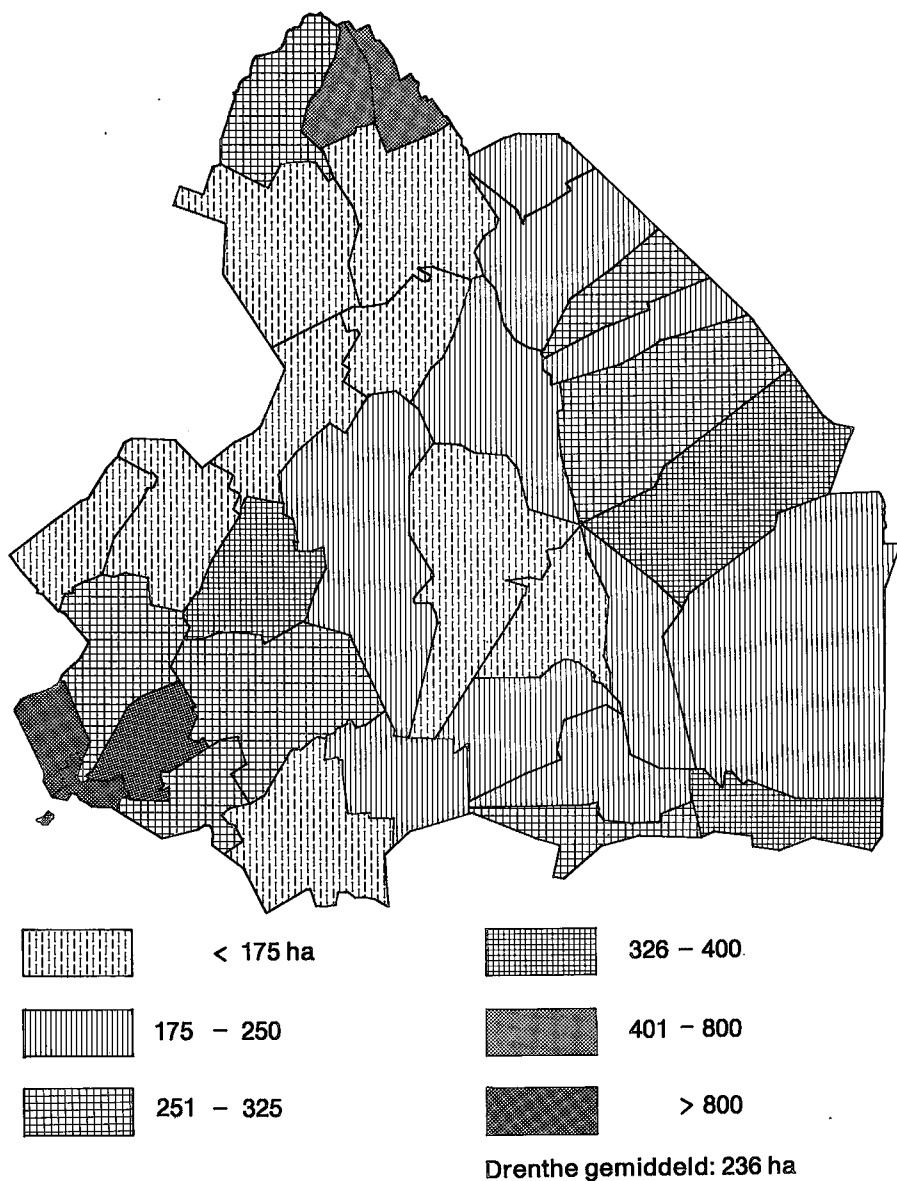 < 175 ha
175 – 250
251 – 325
326 – 400
401 – 800
> 800
Drenthe gemiddeld: 236 ha